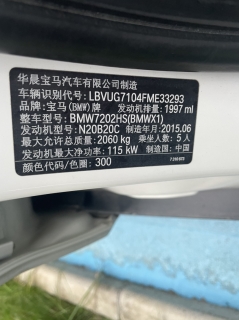 华晨宝马汽车有限公司制造
车辆识别代号: LBVUG7104FME33293
品牌: 宝马(BMW)牌 发动机排量: 1997 ml
整车型号: BMW7202HS(BMWX1)
发动机型号: N20B20C 制造年月: 2015.06
最大允许总质量: 2060 kg 乘坐人数: 5 人
发动机最大净功率: 115 kW 制造国: 中国
颜色代码/色圈: 300